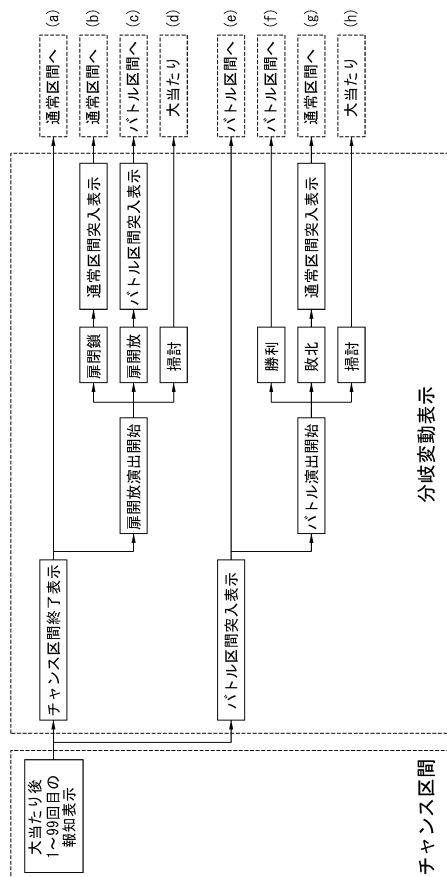 大当たり後
1～99回目の
報知表示
チャンス区間
チャンス区間終了表示
バトル区間突入表示
扉開放演出開始
バトル演出開始
扉閉鎖
扉開放
掃討
勝利
敗北
掃討
通常区間突入表示
バトル区間突入表示
通常区間突入表示
分岐変動表示
通常区間へ
(a)
通常区間へ
(b)
バトル区間へ
(c)
大当たり
(d)
バトル区間へ
(e)
バトル区間へ
(f)
通常区間へ
(g)
大当たり
(h)